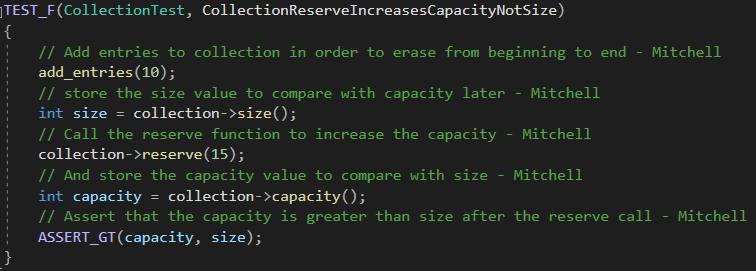 TEST_F(CollectionTest, CollectionReserveIncreasesCapacityNotSize)
{
    // Add entries to collection in order to erase from beginning to end - Mitchell
    add_entries(10);
    // store the size value to compare with capacity later - Mitchell
    int size = collection->size();
    // Call the reserve function to increase the capacity - Mitchell
    collection->reserve(15);
    // And store the capacity value to compare with size - Mitchell
    int capacity = collection->capacity();
    // Assert that the capacity is greater than size after the reserve call - Mitchell
    ASSERT_GT(capacity, size);
}